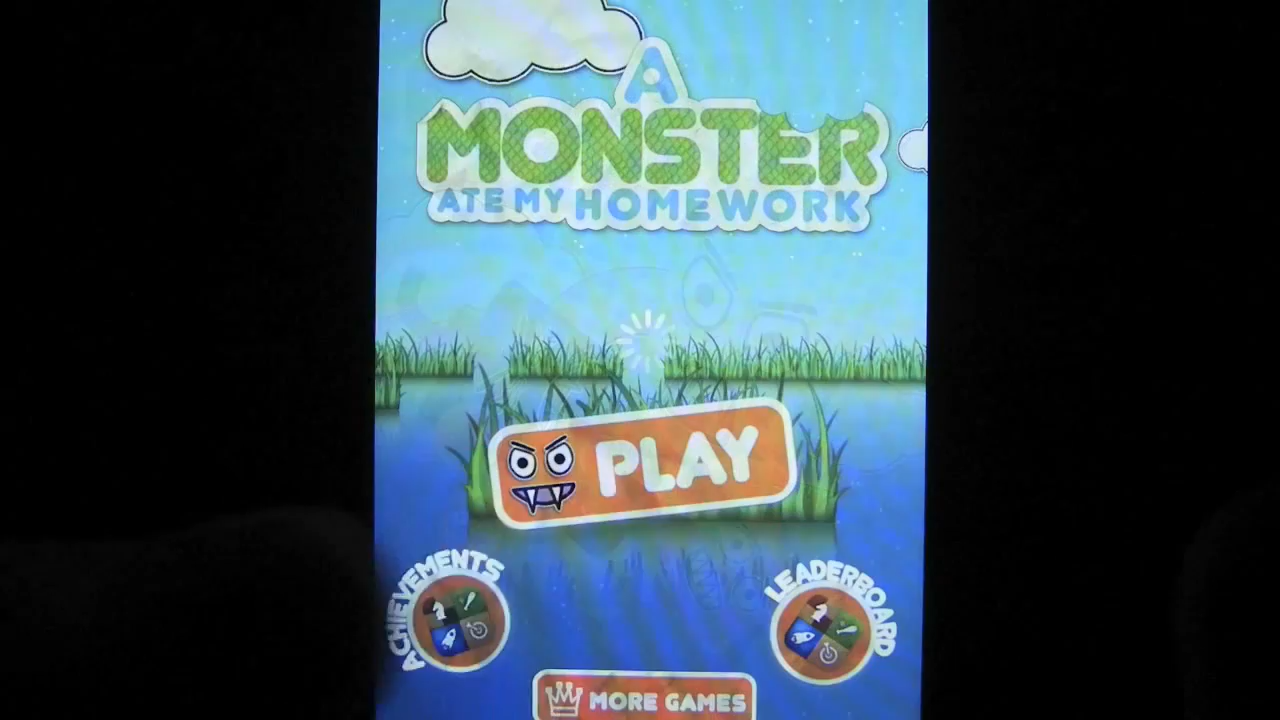 A
MONSTER
ATE MY HOMEWORK
PLAY
ACHIEVEMENTS
LEADERBOARD
MORE GAMES